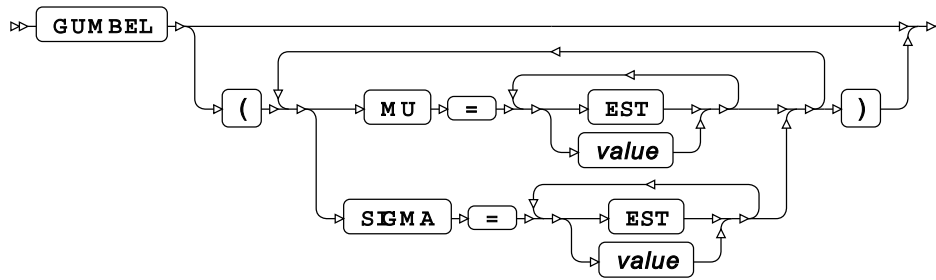 GUMBEL
( MU = EST )
value
SIGMA = EST
value